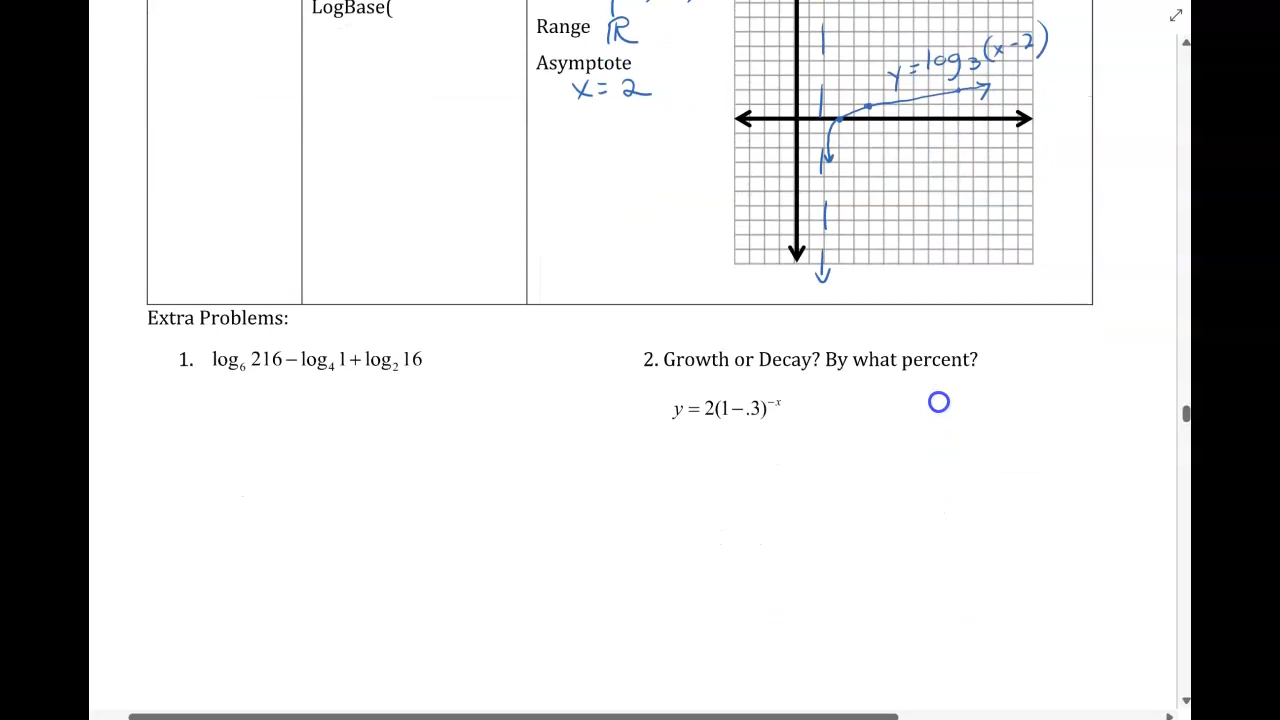 LogBase(
Range ℝ
Asymptote
x = 2
y = log₃(x-2)
Extra Problems:
1. log₆ 216 − log₄ 1 + log₂ 16
2. Growth or Decay? By what percent?
y = 2(1−.3)⁻ˣ